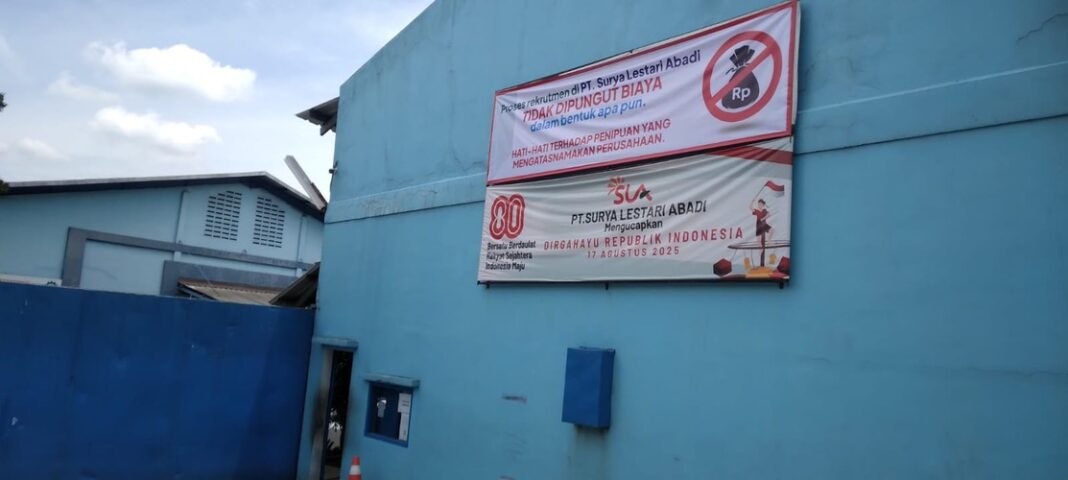 Proses rekrutmen di PT. Surya Lestari Abadi
TIDAK DIPUNGUT BIAYA
dalam bentuk apa pun.
HATI-HATI TERHADAP PENIPUAN YANG
MENGATASNAMAKAN PERUSAHAAN.
Rp
80
Bersatu Berdaulat
Rakyat Sejahtera
Indonesia Maju
SLA
PT.SURYA LESTARI ABADI
Mengucapkan
DIRGAHAYU REPUBLIK INDONESIA
17 AGUSTUS 2025